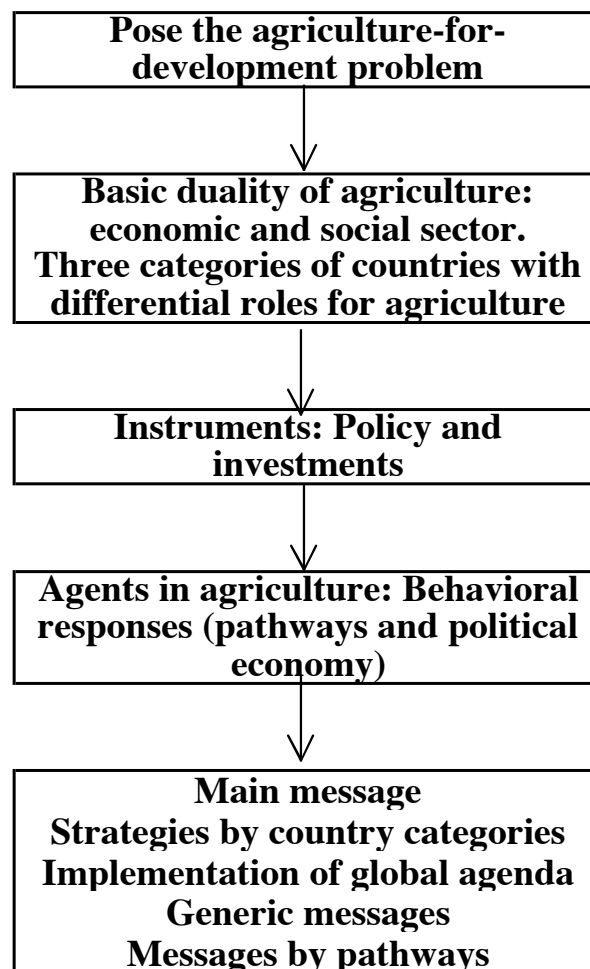 Pose the agriculture-for-
development problem
Basic duality of agriculture:
economic and social sector.
Three categories of countries with
differential roles for agriculture
Instruments: Policy and
investments
Agents in agriculture: Behavioral
responses (pathways and political
economy)
Main message
Strategies by country categories
Implementation of global agenda
Generic messages
Messages by pathways